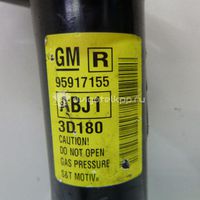 GM R
95917155
ABJ1
3D180
CAUTION!
DO NOT OPEN
GAS PRESSURE
S&T MOTIV